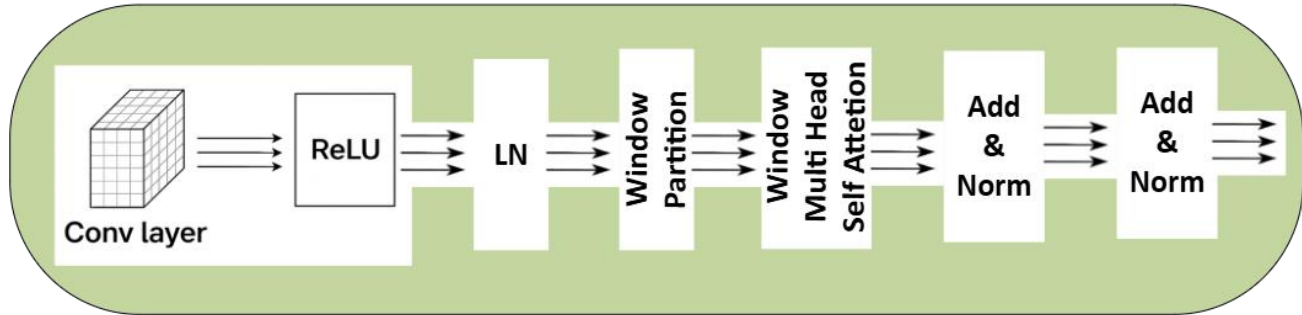 Conv layer
ReLU
LN
Window
Partition
Window
Multi Head
Self Attetion
Add
&
Norm
Add
&
Norm